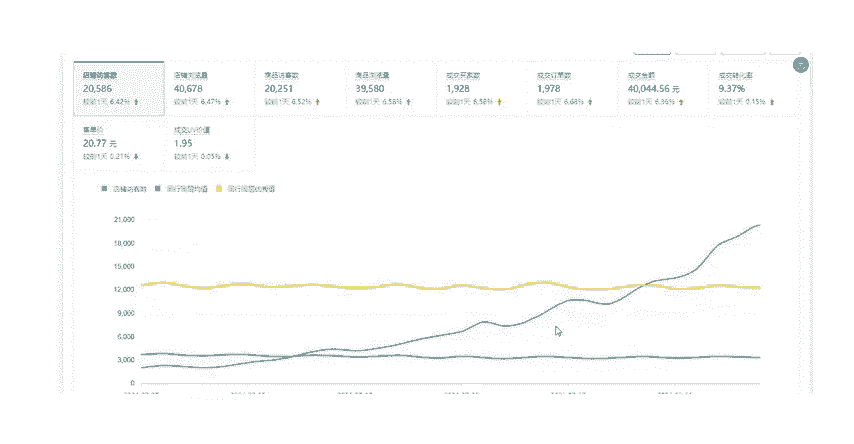 店铺访客数 店铺浏览量 商品访客数 商品浏览量 成交买家数 成交订单数 成交金额 成交转化率
20,586 40,678 20,251 39,580 1,928 1,978 40,044.56 元 9.37%
较前1天 6.42% 较前1天 6.47% 较前1天 6.52% 较前1天 6.58% 较前1天 6.58% 较前1天 6.68% 较前1天 6.36% 较前1天 0.15%
客单价 成交UV价值
20.77 元 1.95
较前1天 0.21% 较前1天 0.05%
店铺访客数
21,000
18,000
15,000
12,000
9,000
6,000
3,000
0